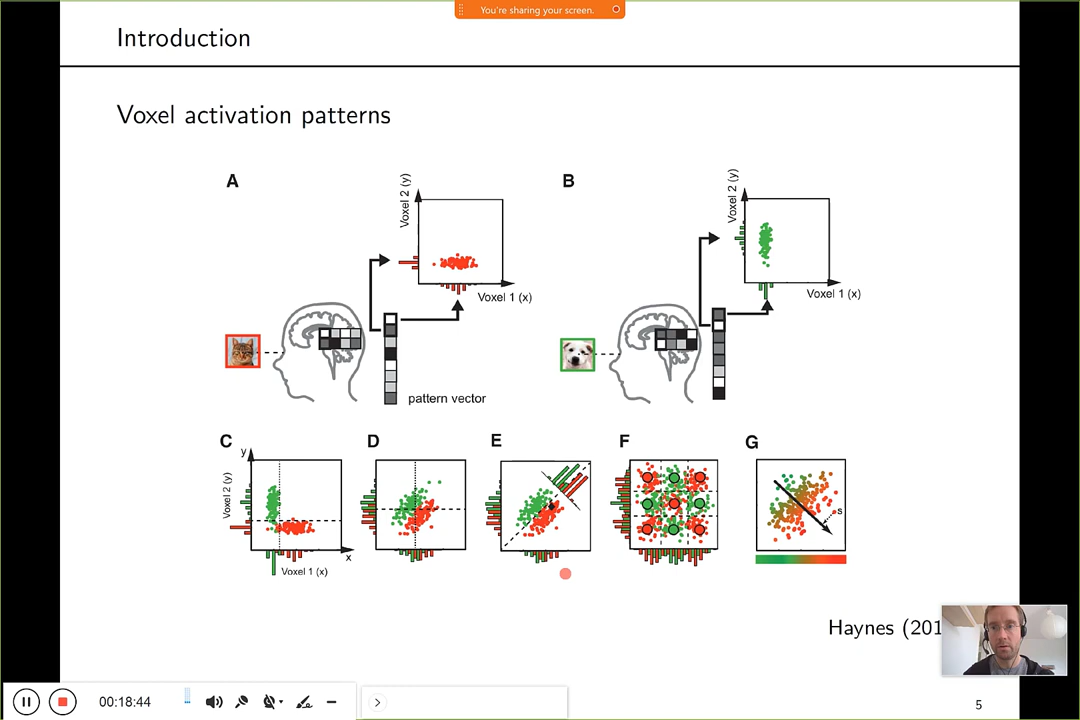 You're sharing your screen.
Introduction
Voxel activation patterns
A
Voxel 2 (y)
Voxel 1 (x)
pattern vector
B
Voxel 2 (y)
Voxel 1 (x)
C
y
Voxel 2 (y)
x
Voxel 1 (x)
D
E
F
G
s
Haynes (201
00:18:44
5